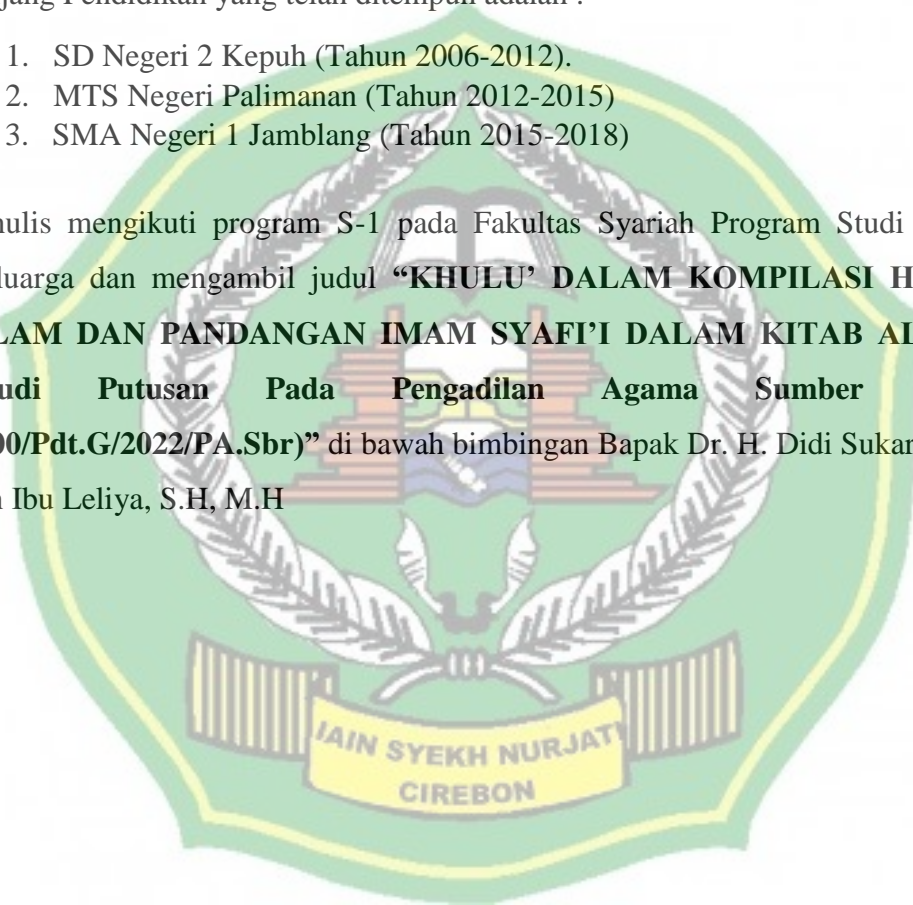 jang Pendidikan yang telah ditempuh adalah :
1. SD Negeri 2 Kepuh (Tahun 2006-2012).
2. MTS Negeri Palimanan (Tahun 2012-2015)
3. SMA Negeri 1 Jamblang (Tahun 2015-2018)
ulis mengikuti program S-1 pada Fakultas Syariah Program Studi
uarga dan mengambil judul “KHULU’ DALAM KOMPILASI H
LAM DAN PANDANGAN IMAM SYAFI’I DALAM KITAB AL
udi Putusan Pada Pengadilan Agama Sumber
00/Pdt.G/2022/PA.Sbr)” di bawah bimbingan Bapak Dr. H. Didi Sukar
Ibu Leliya, S.H, M.H
IAIN SYEKH NURJATI
CIREBON